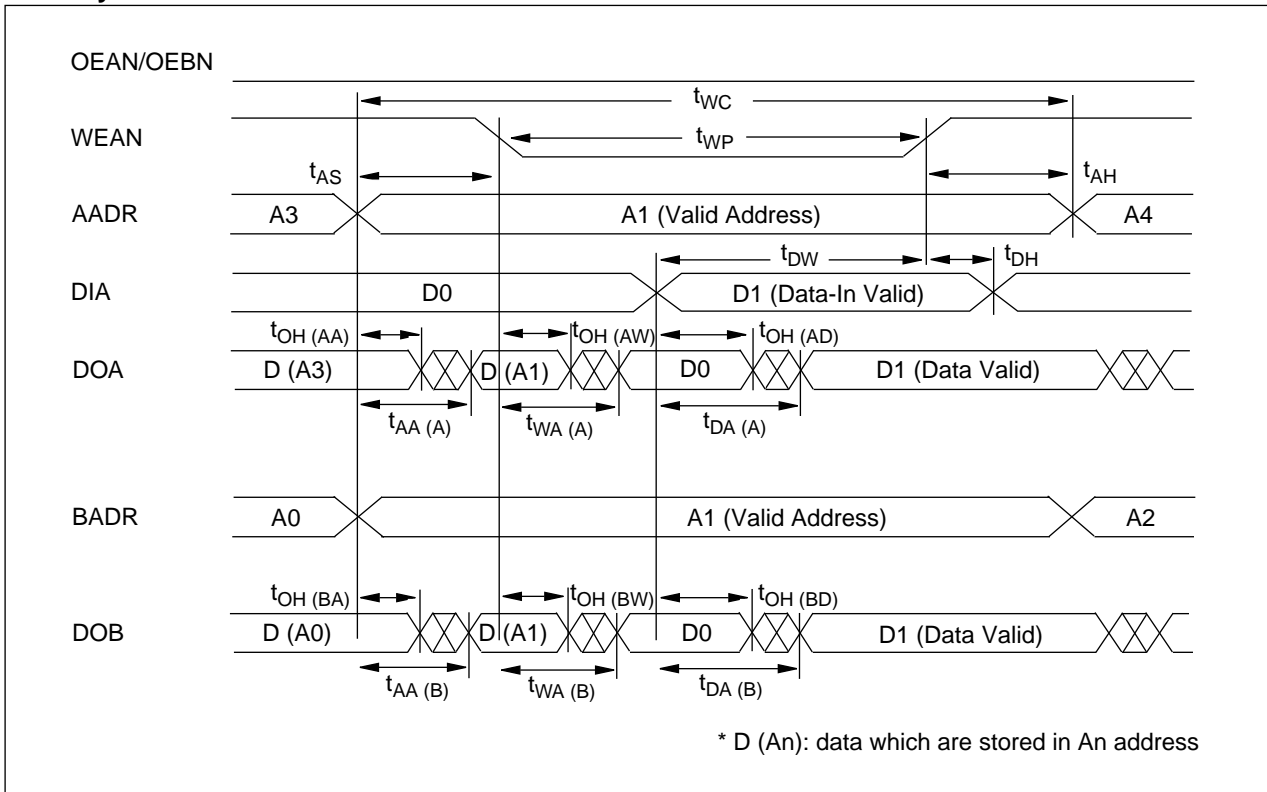 OEAN/OEBN
tWC
WEAN
tWP
tAS
tAH
AADR
A3
A1 (Valid Address)
A4
tDW
tDH
DIA
D0
D1 (Data-In Valid)
tOH (AA)
tOH (AW)
tOH (AD)
DOA
D (A3)
D (A1)
D0
D1 (Data Valid)
tAA (A)
tWA (A)
tDA (A)
BADR
A0
A1 (Valid Address)
A2
tOH (BA)
tOH (BW)
tOH (BD)
DOB
D (A0)
D (A1)
D0
D1 (Data Valid)
tAA (B)
tWA (B)
tDA (B)
* D (An): data which are stored in An address